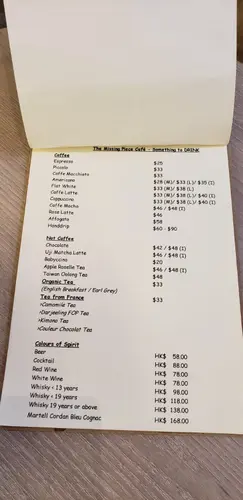 The Missing Piece Café - Something to DRINK
Coffee
Espresso $25
Piccolo $33
Caffe Macchiato $33
Americano $28 (M)/ $33 (L)/ $35 (I)
Flat White $33 (M)/ $38 (L)
Caffe Latte $33 (M)/ $38 (L)/ $40 (I)
Cappuccino $33 (M)/ $38 (L)/ $40 (I)
Caffe Mocha $46 / $48 (I)
Rose Latte $46
Affogato $58
Handdrip $60 - $90
Not Coffee
Chocolate $42 / $48 (I)
Uji Matcha Latte $46 / $48 (I)
Babyccino $20
Apple Roselle Tea $46 / $48 (I)
Taiwan Oolong Tea $48
Organic Tea $33
(English Breakfast / Earl Grey)
Tea from France $33
>Camomile Tea
>Darjeeling FOP Tea
>Kimono Tea
>Couleur Chocolat Tea
Colours of Spirit
Beer HK$ 58.00
Cocktail HK$ 88.00
Red Wine HK$ 78.00
White Wine HK$ 78.00
Whisky < 13 years HK$ 98.00
Whisky < 19 years HK$ 118.00
Whisky 19 years or above HK$ 138.00
Martell Cordon Bleu Cognac HK$ 168.00